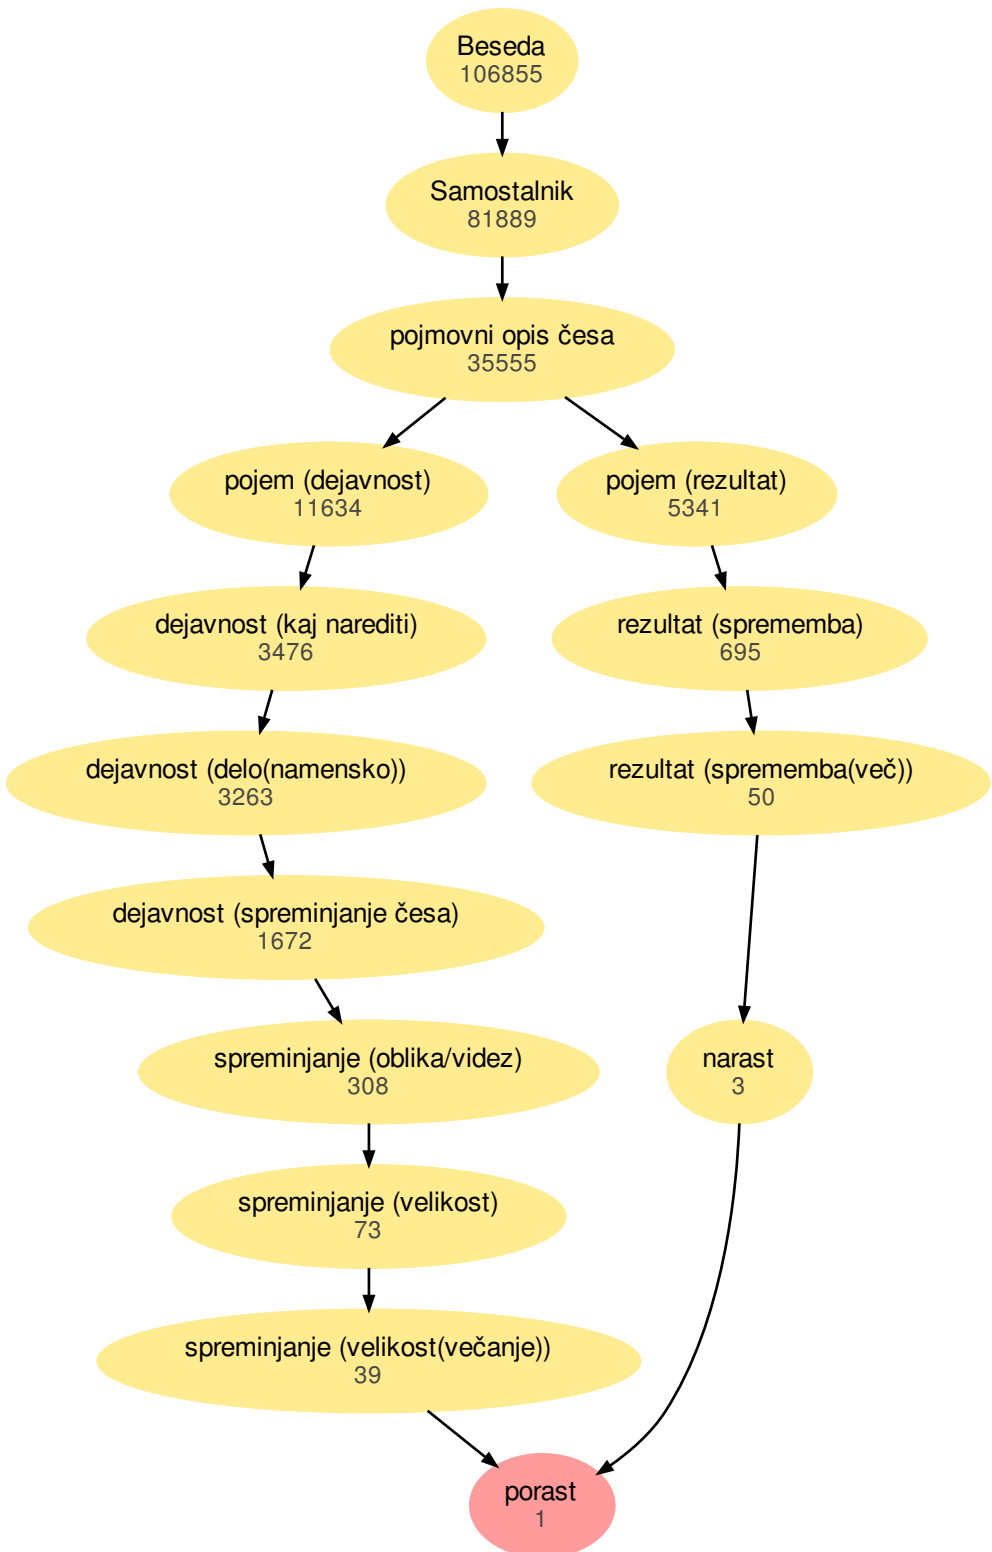 Beseda
106855
Samostalnik
81889
pojmovni opis česa
35555
pojem (dejavnost)
11634
pojem (rezultat)
5341
dejavnost (kaj narediti)
3476
rezultat (sprememba)
695
dejavnost (delo(namensko))
3263
rezultat (sprememba(več))
50
dejavnost (spreminjanje česa)
1672
spreminjanje (oblika/videz)
308
narast
3
spreminjanje (velikost)
73
spreminjanje (velikost(večanje))
39
porast
1